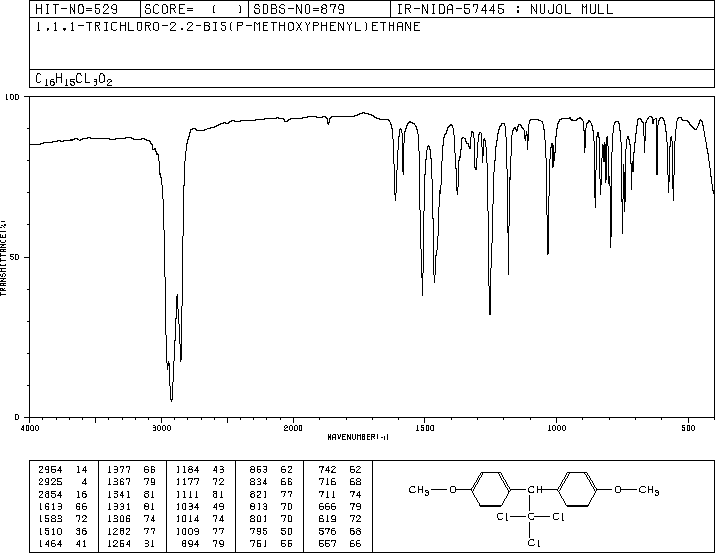 HIT-NO=529 SCORE= ( ) SDBS-NO=879 IR-NIDA-57445 : NUJOL MULL
1,1,1-TRICHLORO-2,2-BIS(P-METHOXYPHENYL)ETHANE
C16H15CL3O2
100
50
0
TRANSMITTANCE(%)
4000 3000 2000 1500 1000 500
WAVENUMBER(-1)
2964 14 1377 66 1184 43 853 62 742 62
2925 4 1367 79 1177 72 834 66 716 68
2854 16 1341 81 1111 81 821 77 711 74
1613 66 1331 81 1034 49 813 70 666 79
1583 72 1306 74 1014 74 801 70 619 72
1510 36 1282 77 1009 77 795 50 576 68
1464 41 1254 31 894 79 751 55 557 66
CH3 O CH O CH3
Cl C Cl
Cl